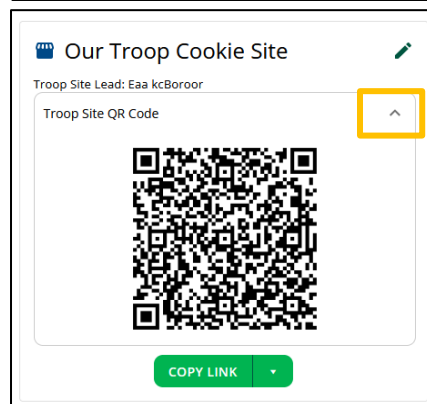 Our Troop Cookie Site
Troop Site Lead: Eaa kcBoroor
Troop Site QR Code
COPY LINK